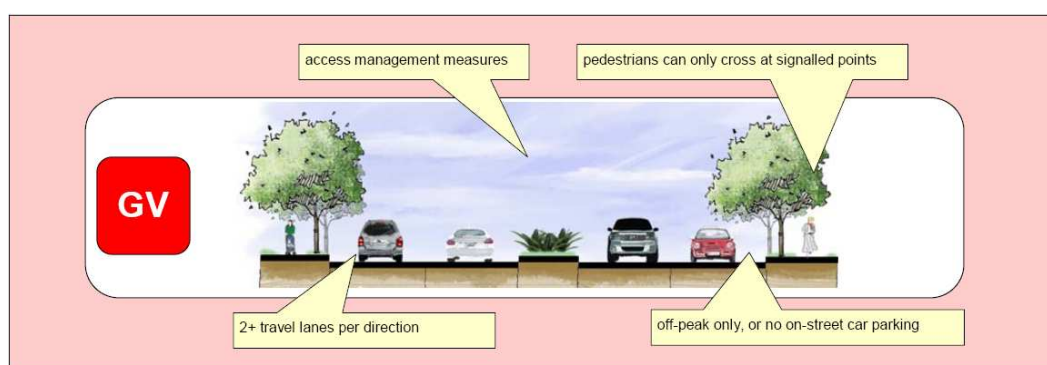 access management measures
pedestrians can only cross at signalled points
GV
2+ travel lanes per direction
off-peak only, or no on-street car parking